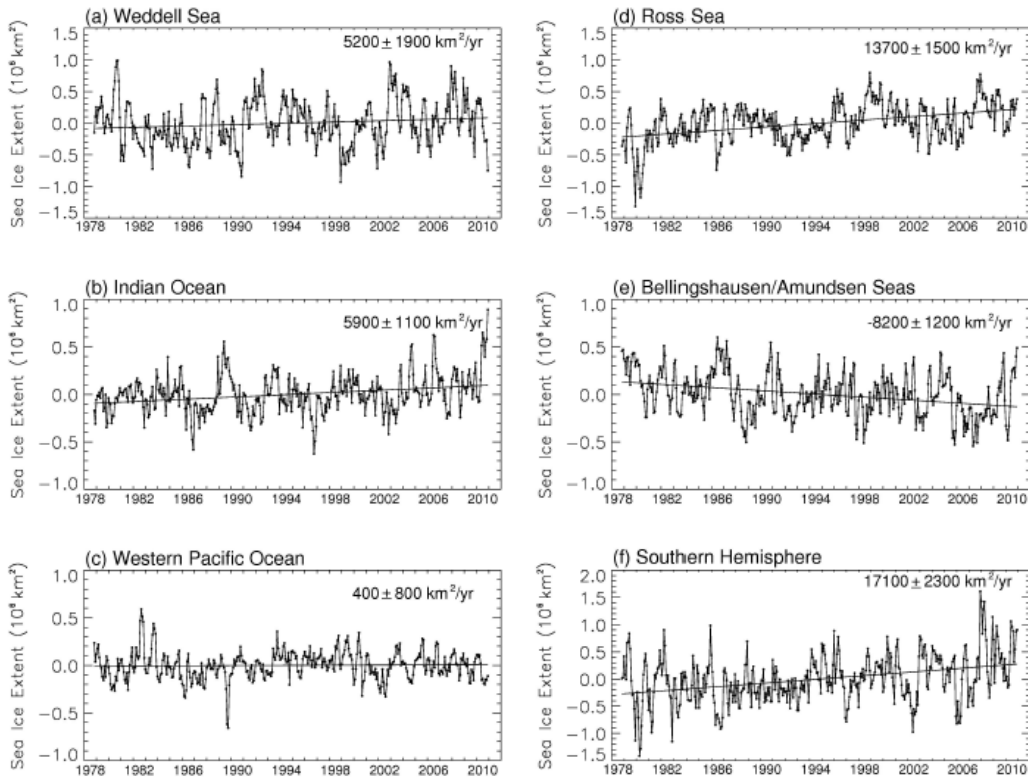 (a) Weddell Sea
5200 ± 1900 km²/yr
Sea Ice Extent (10⁶ km²)
1.5
1.0
0.5
0.0
−0.5
−1.0
−1.5
1978 1982 1986 1990 1994 1998 2002 2006 2010
(b) Indian Ocean
5900 ± 1100 km²/yr
Sea Ice Extent (10⁶ km²)
1.0
0.5
0.0
−0.5
−1.0
1978 1982 1986 1990 1994 1998 2002 2006 2010
(c) Western Pacific Ocean
400 ± 800 km²/yr
Sea Ice Extent (10⁶ km²)
1.0
0.5
0.0
−0.5
−1.0
1978 1982 1986 1990 1994 1998 2002 2006 2010
(d) Ross Sea
13700 ± 1500 km²/yr
Sea Ice Extent (10⁶ km²)
1.5
1.0
0.5
0.0
−0.5
−1.0
−1.5
1978 1982 1986 1990 1994 1998 2002 2006 2010
(e) Bellingshausen/Amundsen Seas
-8200 ± 1200 km²/yr
Sea Ice Extent (10⁶ km²)
1.0
0.5
0.0
−0.5
−1.0
1978 1982 1986 1990 1994 1998 2002 2006 2010
(f) Southern Hemisphere
17100 ± 2300 km²/yr
Sea Ice Extent (10⁶ km²)
2.0
1.5
1.0
0.5
0.0
−0.5
−1.0
−1.5
1978 1982 1986 1990 1994 1998 2002 2006 2010